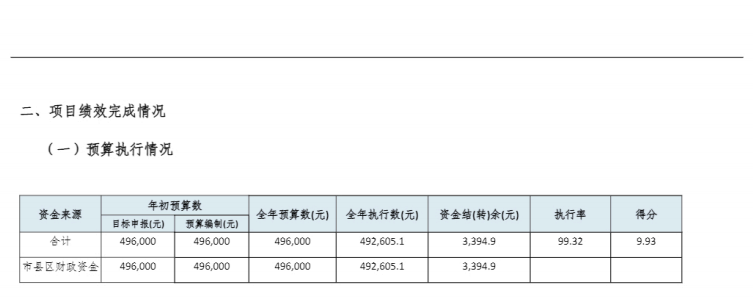 二、项目绩效完成情况
（一）预算执行情况
资金来源 年初预算数 全年预算数(元) 全年执行数(元) 资金结(转)余(元) 执行率 得分
目标申报(元) 预算编制(元)
合计 496,000 496,000 496,000 492,605.1 3,394.9 99.32 9.93
市县区财政资金 496,000 496,000 496,000 492,605.1 3,394.9